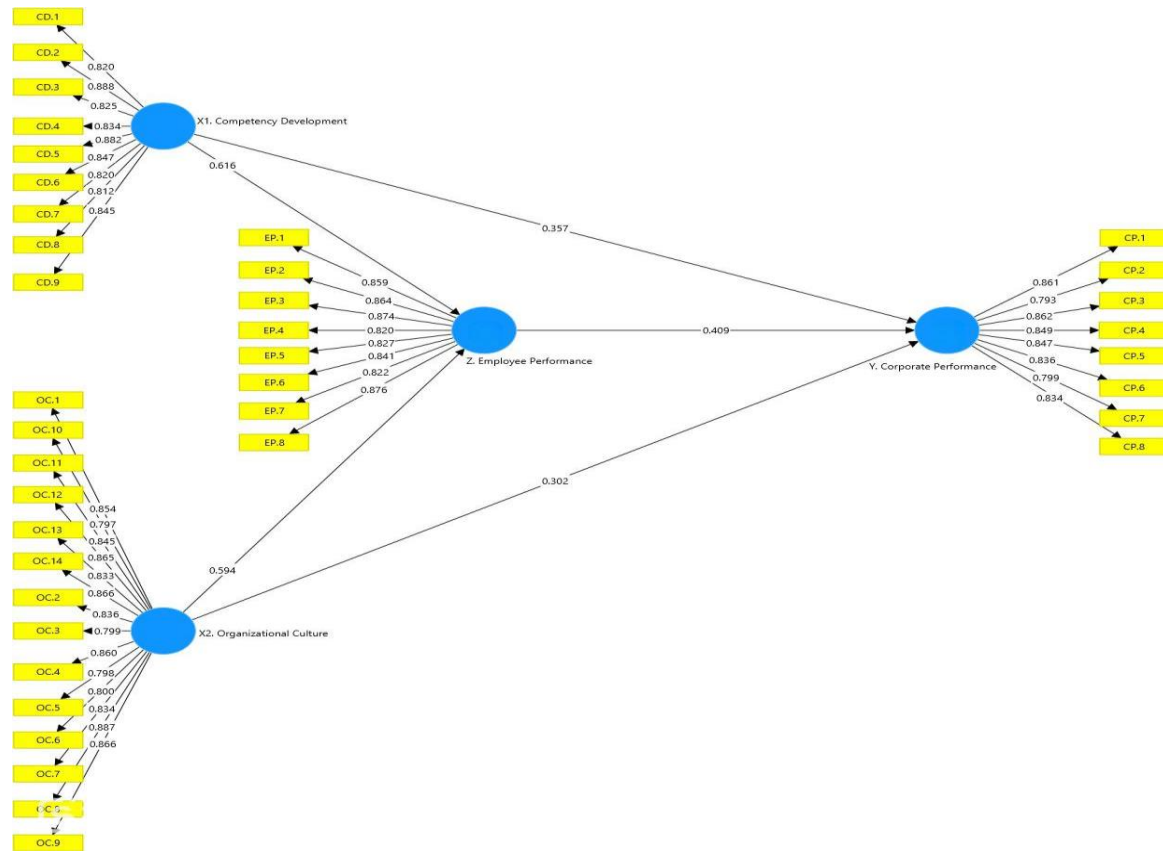 CD.1
CD.2
CD.3
CD.4
CD.5
CD.6
CD.7
CD.8
CD.9
0.820
0.888
0.825
0.834
0.882
0.847
0.820
0.812
0.845
X1. Competency Development
0.616
0.357
EP.1
EP.2
EP.3
EP.4
EP.5
EP.6
EP.7
EP.8
0.859
0.864
0.874
0.820
0.827
0.841
0.822
0.876
Z. Employee Performance
0.409
CP.1
CP.2
CP.3
CP.4
CP.5
CP.6
CP.7
CP.8
0.861
0.793
0.862
0.849
0.847
0.836
0.799
0.834
Y. Corporate Performance
OC.1
OC.10
OC.11
OC.12
OC.13
OC.14
OC.2
OC.3
OC.4
OC.5
OC.6
OC.7
OC.9
0.854
0.797
0.845
0.865
0.833
0.866
0.836
0.799
0.860
0.798
0.800
0.834
0.887
0.866
X2. Organizational Culture
0.594
0.302